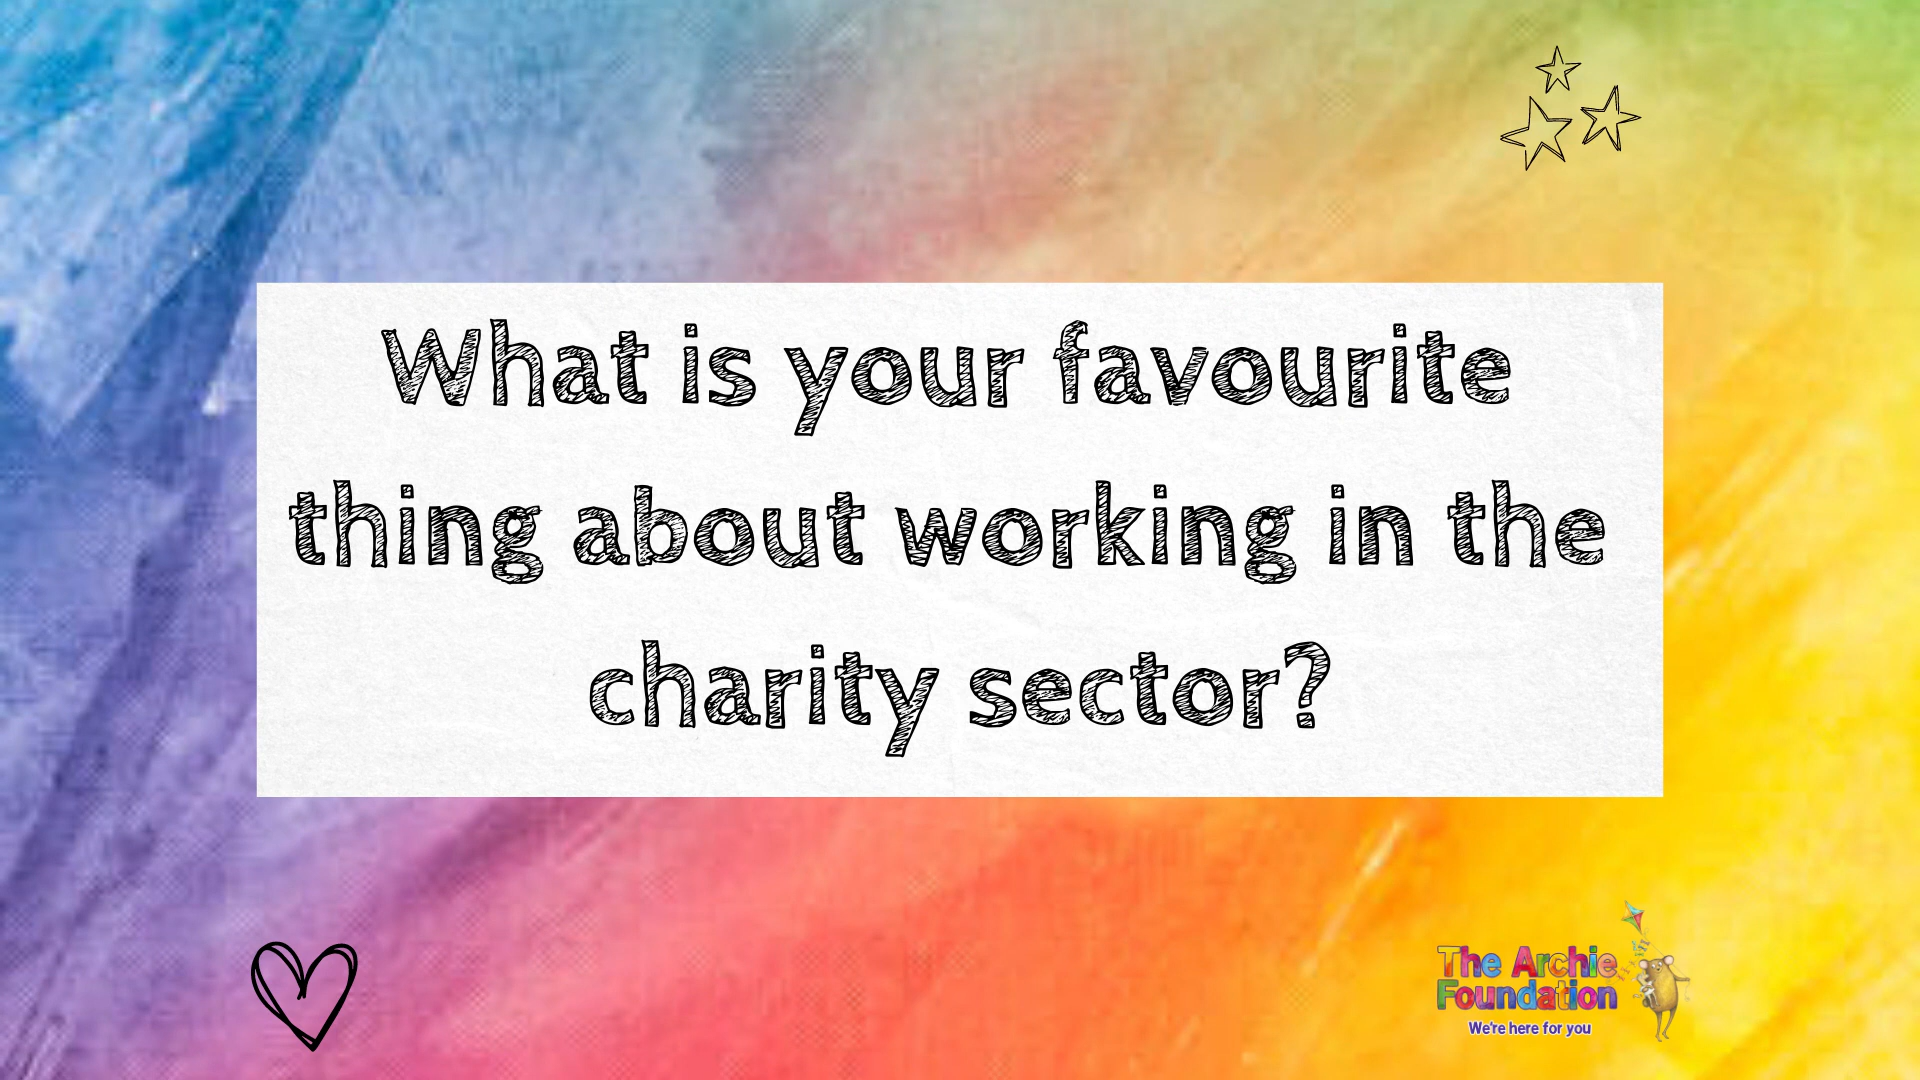 What is your favourite
thing about working in the
charity sector?
The Archie
Foundation
We're here for you